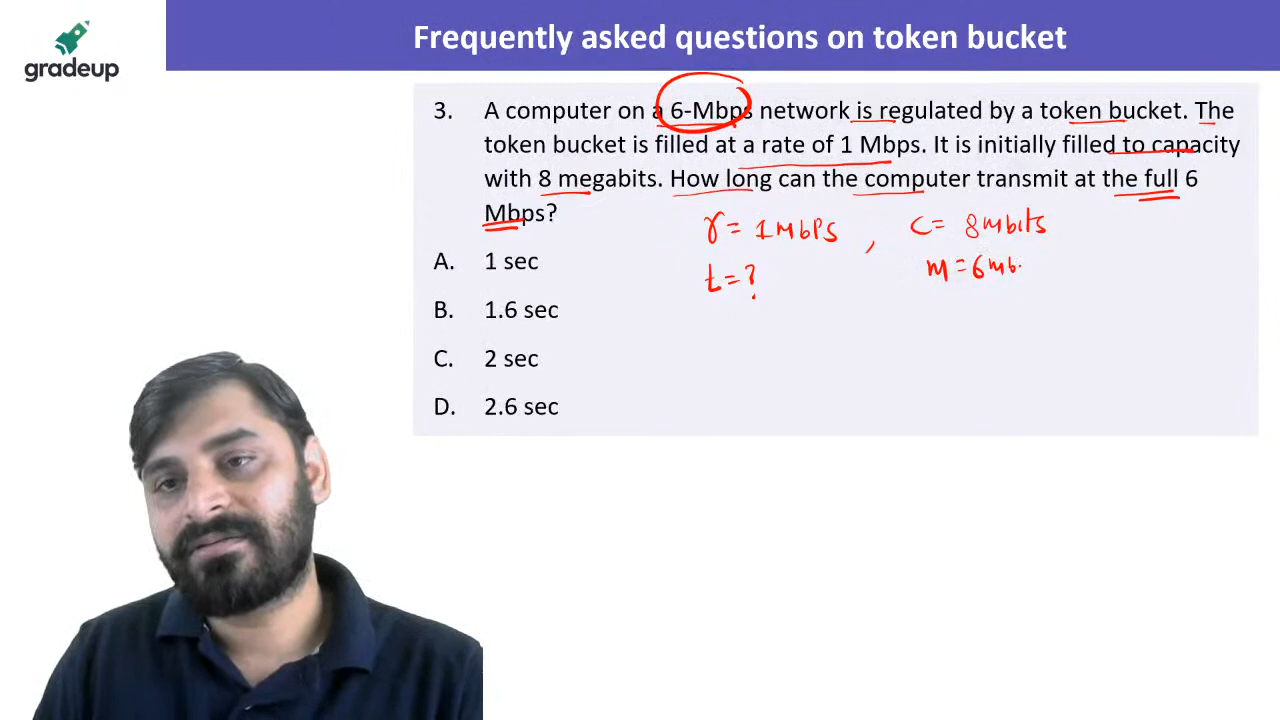 gradeup
Frequently asked questions on token bucket
3. A computer on a 6-Mbps network is regulated by a token bucket. The
token bucket is filled at a rate of 1 Mbps. It is initially filled to capacity
with 8 megabits. How long can the computer transmit at the full 6
Mbps?
r = 1 MbPS , C = 8 Mbits
t = ? M = 6 mb.
A. 1 sec
B. 1.6 sec
C. 2 sec
D. 2.6 sec